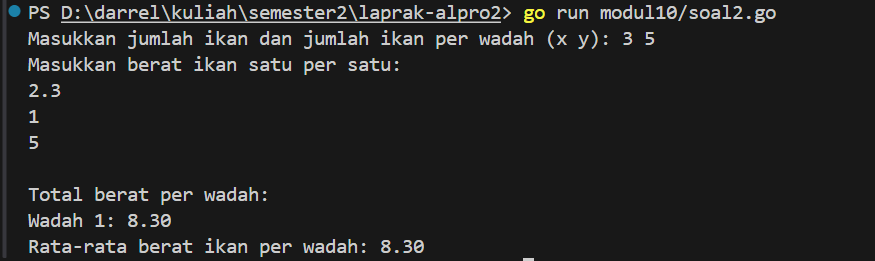 PS D:\darrel\kuliah\semester2\laprak-alpro2> go run modul10/soal2.go
Masukkan jumlah ikan dan jumlah ikan per wadah (x y): 3 5
Masukkan berat ikan satu per satu:
2.3
1
5
Total berat per wadah:
Wadah 1: 8.30
Rata-rata berat ikan per wadah: 8.30